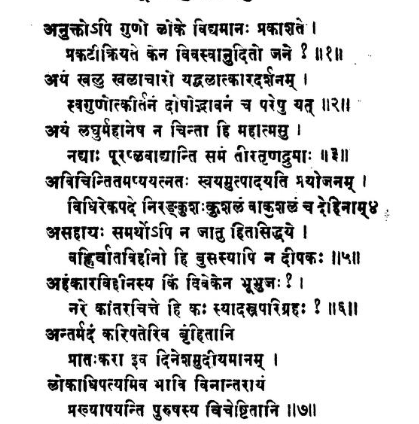 अनुक्तोऽपि गुणो लोके विद्यमानः प्रकाशते ।
प्रकटीक्रियते केन विवस्वानुदितो जने ? ॥१॥
अयं खलु खलाचारो यद्बलात्कारदर्शनम् ।
स्वगुणोत्कीर्तनं दोषोद्भावनं च परेषु यत् ॥२॥
अयं लघुर्महानेष न चिन्ता हि महात्मसु ।
नद्याः पूरप्लवाद्यान्ति समं तीरतृणद्रुमाः ॥३॥
अविचिन्तितमप्ययत्नतः स्वयमुत्पादयति प्रयोजनम् ।
विधिरेकपदे निरङ्कुशःकुशलं वाकुशलं च देहिनाम्४
असहायः समर्थोऽपि न जातु हितसिद्धये ।
वह्निर्वातविहीनो हि बुसस्यापि न दीपकः ॥५॥
अहंकारविहीनस्य किं विवेकेन भूभुजः ? ।
नरे कातरचित्ते हि कः स्यादस्त्रपरिग्रहः ? ॥६॥
अन्तर्मदं करिपतेरिव बृंहितानि
प्रातःकरा इव दिनेशमुदीयमानम् ।
लोकाधिपत्यमिव भावि विनान्तरायं
प्रख्यापयन्ति पुरुषस्य विचेष्टितानि ॥७॥